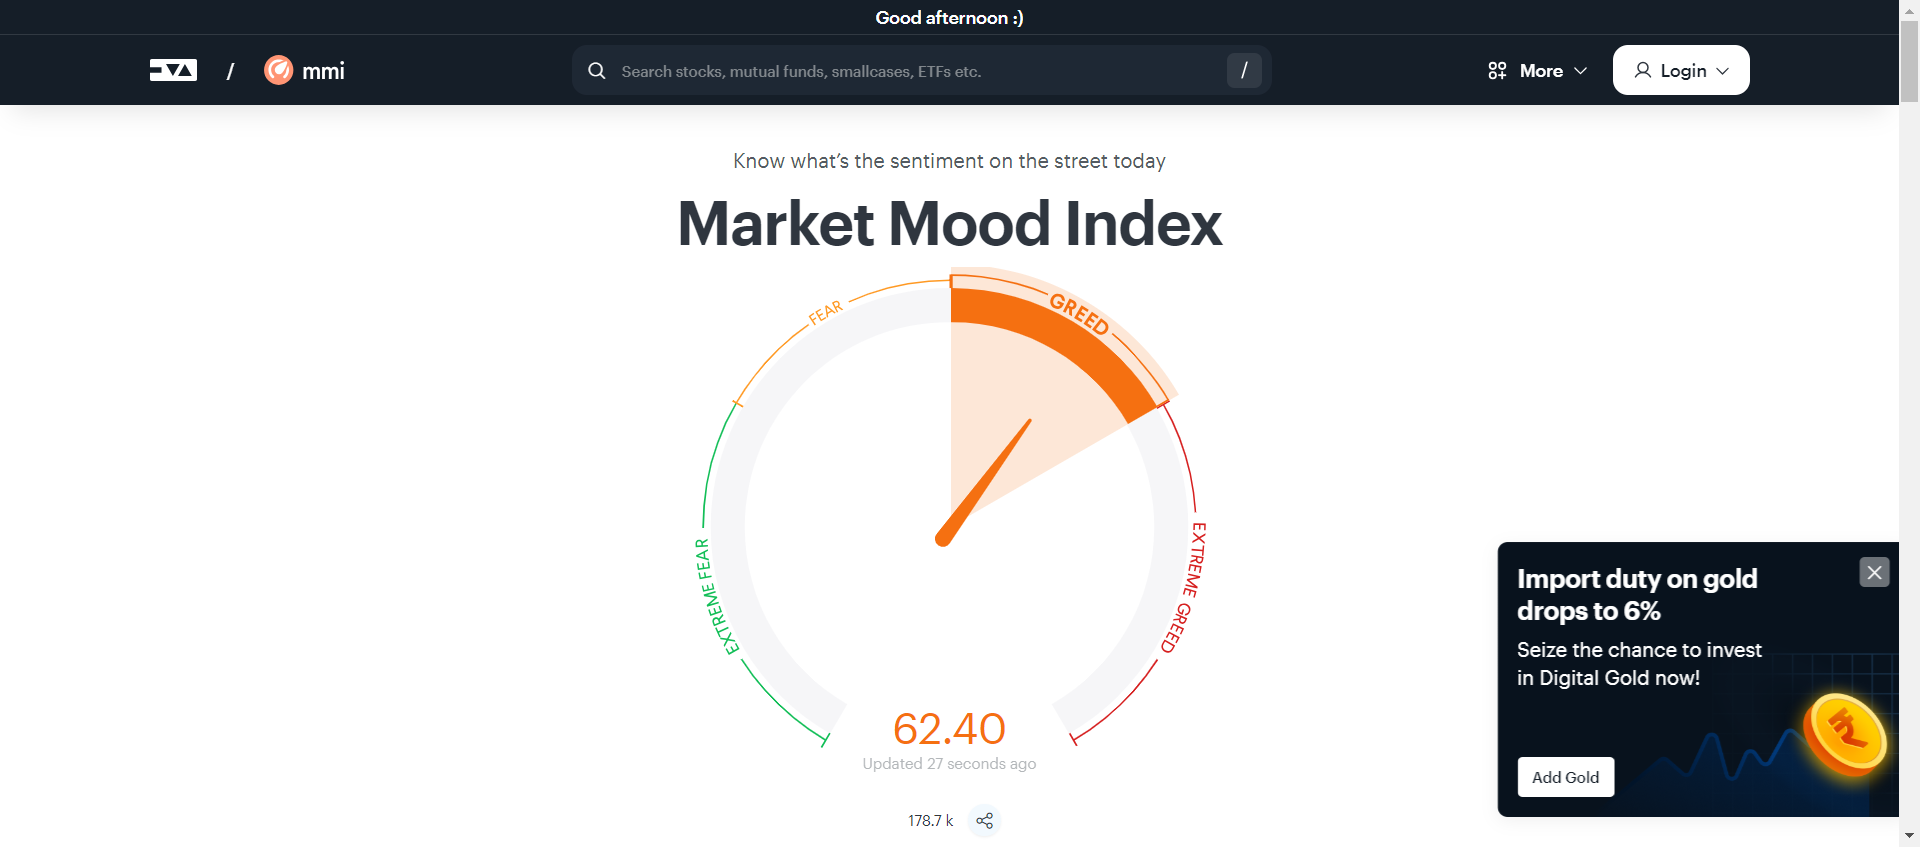 Good afternoon :)
/
mmi
Search stocks, mutual funds, smallcases, ETFs etc.
/
More
Login
Know what's the sentiment on the street today
Market Mood Index
FEAR
GREED
EXTREME FEAR
EXTREME GREED
62.40
Updated 27 seconds ago
178.7 k
Import duty on gold
drops to 6%
Seize the chance to invest
in Digital Gold now!
₹
Add Gold